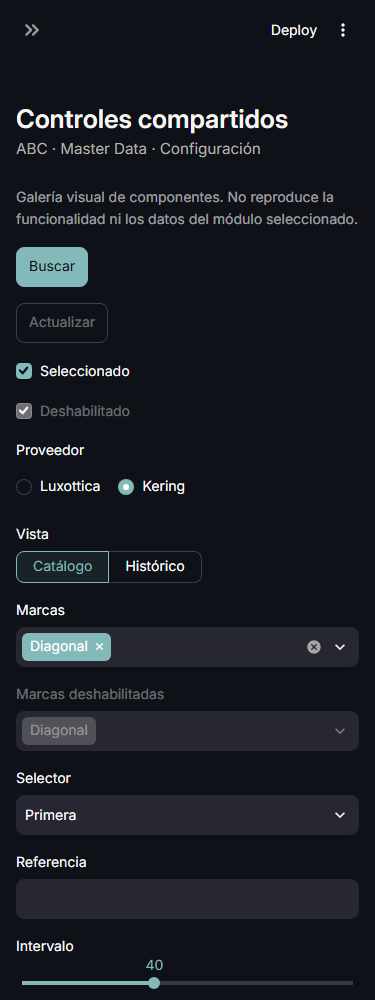 Deploy
Controles compartidos
ABC · Master Data · Configuración
Galería visual de componentes. No reproduce la
funcionalidad ni los datos del módulo seleccionado.
Buscar
Actualizar
Seleccionado
Deshabilitado
Proveedor
Luxottica Kering
Vista
Catálogo Histórico
Marcas
Diagonal
Marcas deshabilitadas
Diagonal
Selector
Primera
Referencia
Intervalo
40